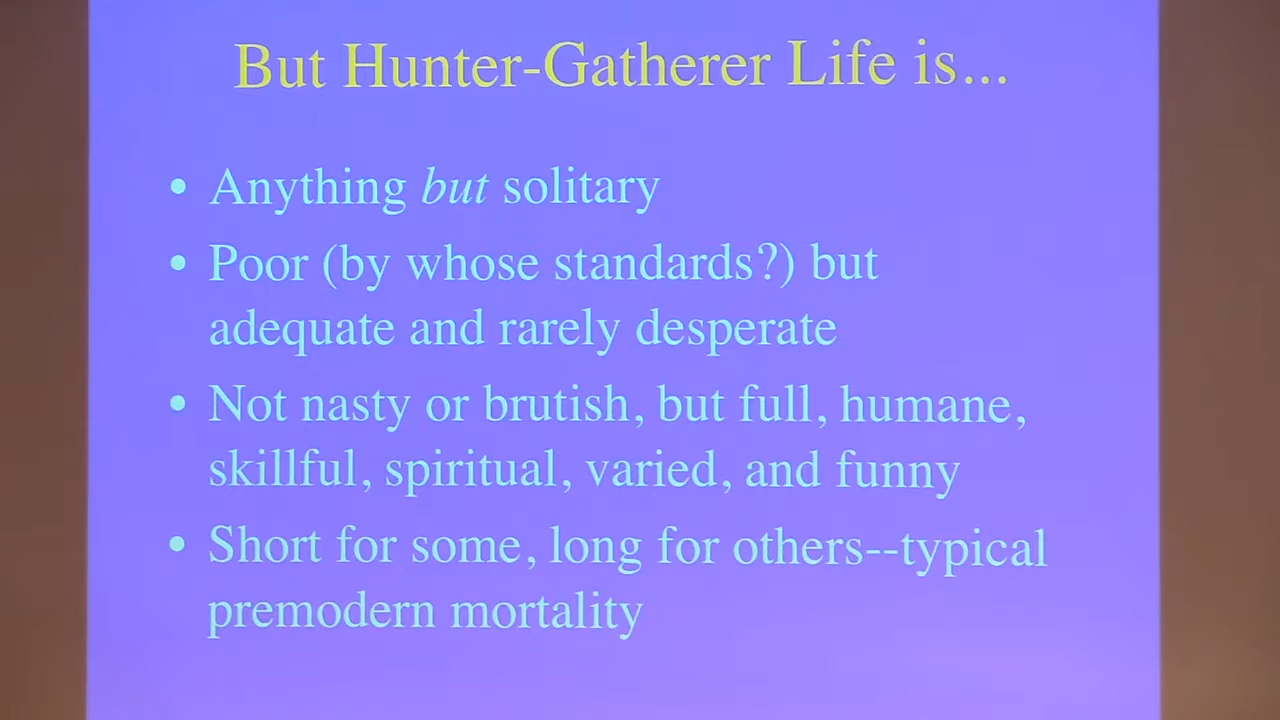 But Hunter-Gatherer Life is...
• Anything but solitary
• Poor (by whose standards?) but
adequate and rarely desperate
• Not nasty or brutish, but full, humane,
skillful, spiritual, varied, and funny
• Short for some, long for others--typical
premodern mortality